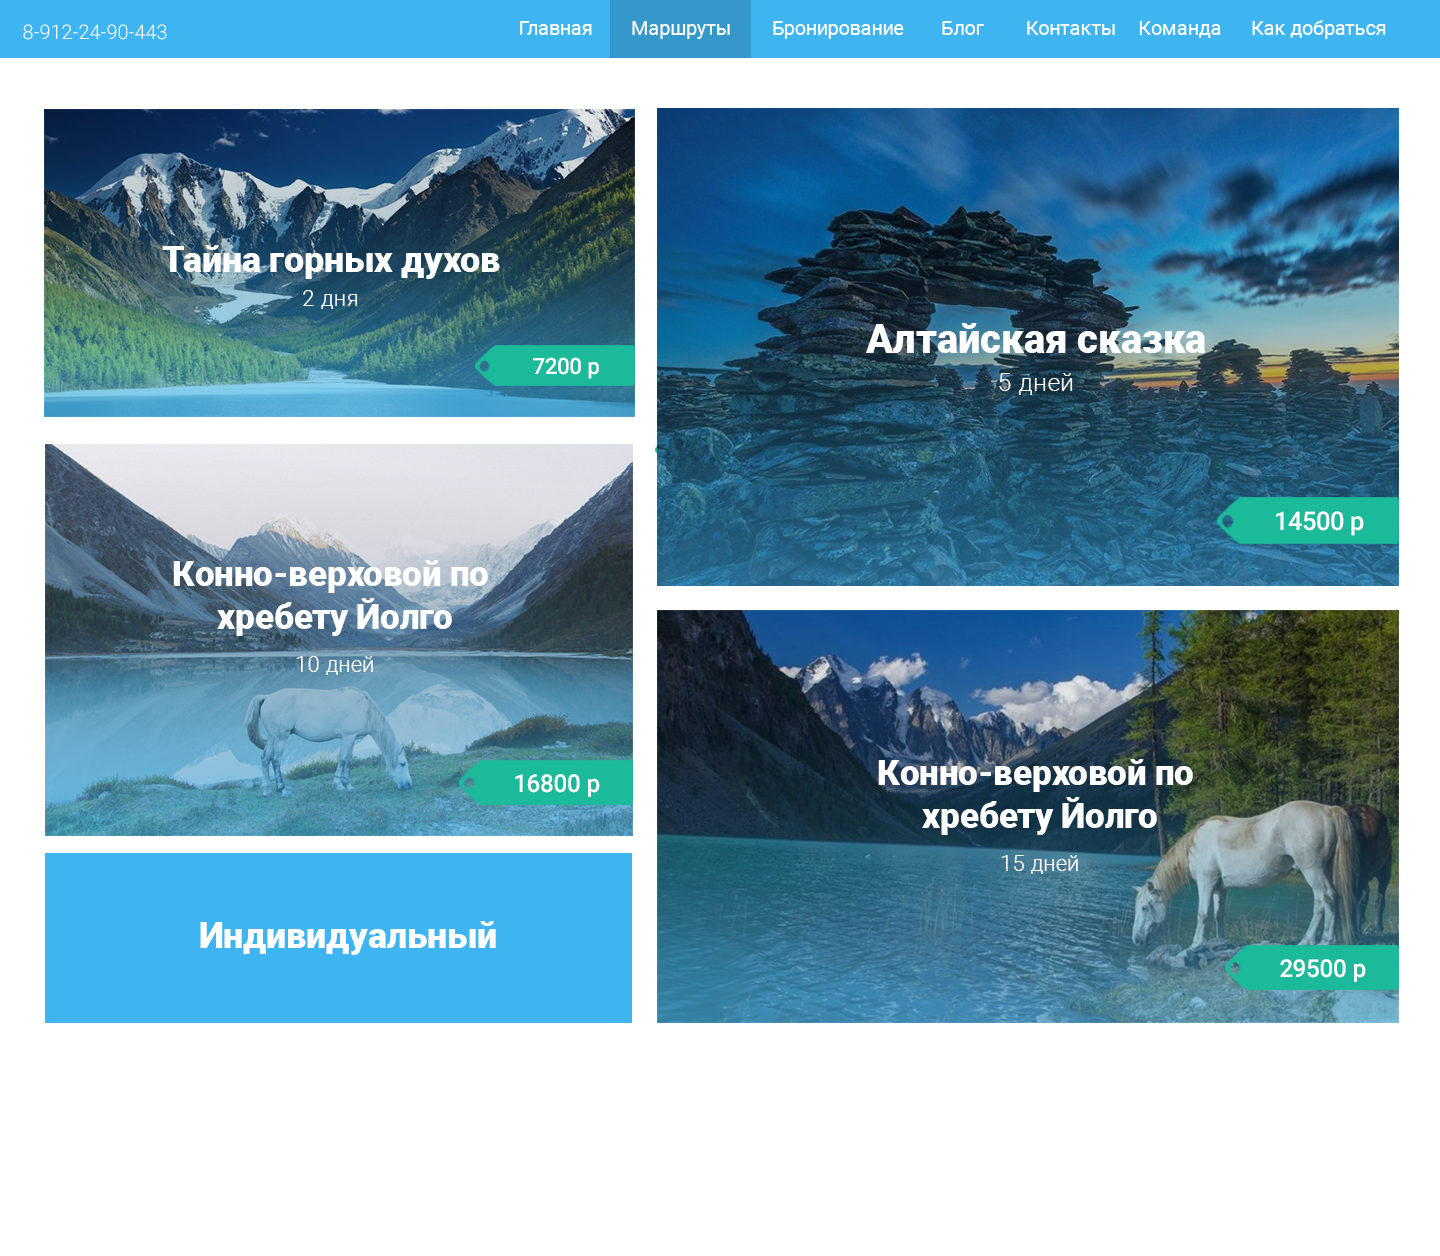 8-912-24-90-443
Главная Маршруты Бронирование Блог Контакты Команда Как добраться
Тайна горных духов
2 дня
7200 р
Алтайская сказка
5 дней
14500 р
Конно-верховой по
хребету Йолго
10 дней
16800 р
Конно-верховой по
хребету Йолго
15 дней
29500 р
Индивидуальный